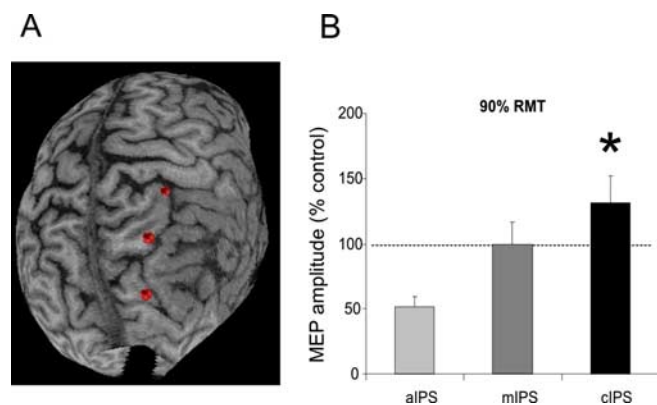 A
B
90% RMT
MEP amplitude (% control)
200
150
100
50
0
*
aIPS
mIPS
cIPS